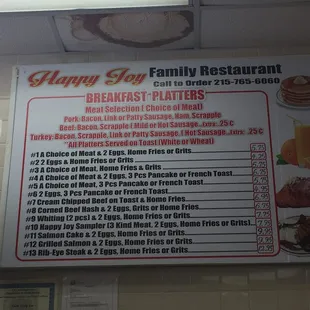 Happy Joy Family Restaurant
Call to Order 215-765-6060
BREAKFAST PLATTERS
Meat Selection ( Choice of Meat)
Pork: Bacon, Link or Patty Sausage, Ham, Scrapple
Beef: Bacon, Scrapple ( Mild or Hot Sausage...Extra .25¢
Turkey: Bacon, Scrapple, Link or Patty Sausage, ( Hot Sausage...Extra .25¢
All Platters Served on Toast (White or Wheat)
#1 A Choice of Meat & 2 Eggs, Home Fries or Grits
#2 2 Eggs & Home Fries or Grits
#3 A Choice of Meat, Home Fries & Grits
#4 A Choice of Meat & 2 Eggs, 3 Pcs Pancake or French Toast
#5 A Choice of Meat, 3 Pcs Pancake or French Toast
#6 2 Eggs, 3 Pcs Pancake or French Toast
#7 Cream Chipped Beef on Toast & Home Fries
#8 Corned Beef Hash & 2 Eggs, Grits or Home Fries
#9 Whiting (2 pcs) & 2 Eggs, Home Fries or Grits
#10 Happy Joy Sampler (3 Kind Meat, 2 Eggs, Home Fries or Grits)
#11 Salmon Cake & 2 Eggs, Home Fries or Grits
#12 Grilled Salmon & 2 Eggs, Home Fries or Grits
#13 Rib-Eye Steak & 2 Eggs, Home Fries or Grits